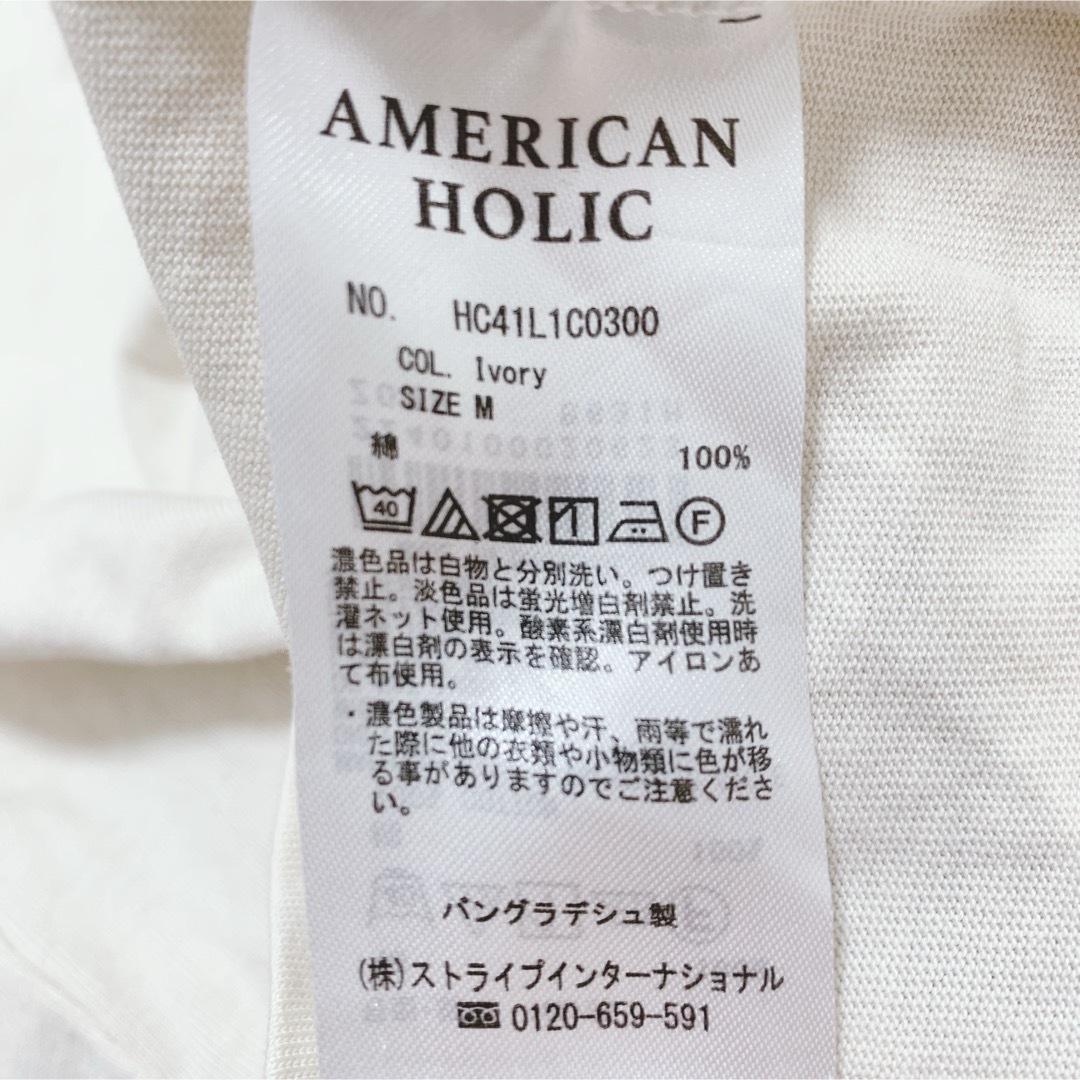 AMERICAN
HOLIC
NO. HC41L1C0300
COL. Ivory
SIZE M
綿 100%
40 F
濃色品は白物と分別洗い。つけ置き
禁止。淡色品は蛍光増白剤禁止。洗
濯ネット使用。酸素系漂白剤使用時
は漂白剤の表示を確認。アイロンあ
て布使用。
・濃色製品は摩擦や汗、雨等で濡れ
た際に他の衣類や小物類に色が移
る事がありますのでご注意くださ
い。
バングラデシュ製
(株)ストライプインターナショナル
0120-659-591